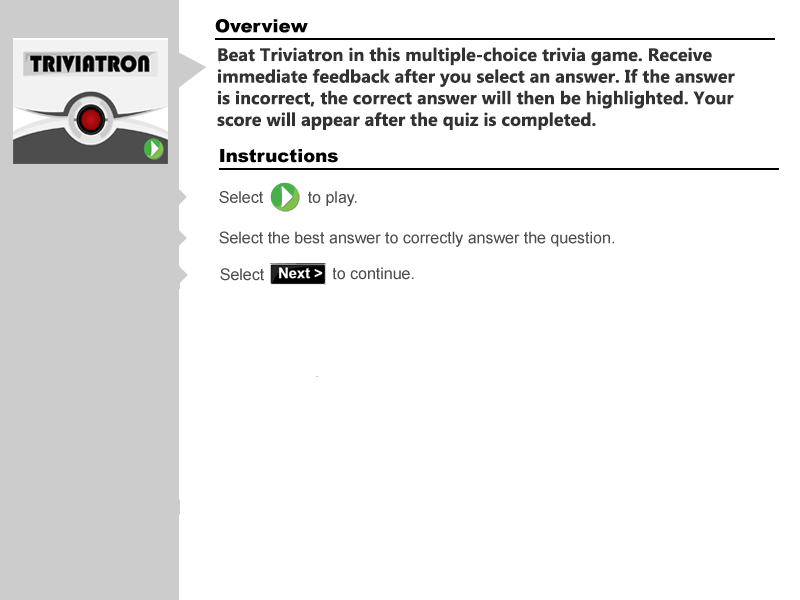 TRIVIATRON
Overview
Beat Triviatron in this multiple-choice trivia game. Receive
immediate feedback after you select an answer. If the answer
is incorrect, the correct answer will then be highlighted. Your
score will appear after the quiz is completed.
Instructions
Select to play.
Select the best answer to correctly answer the question.
Select Next > to continue.